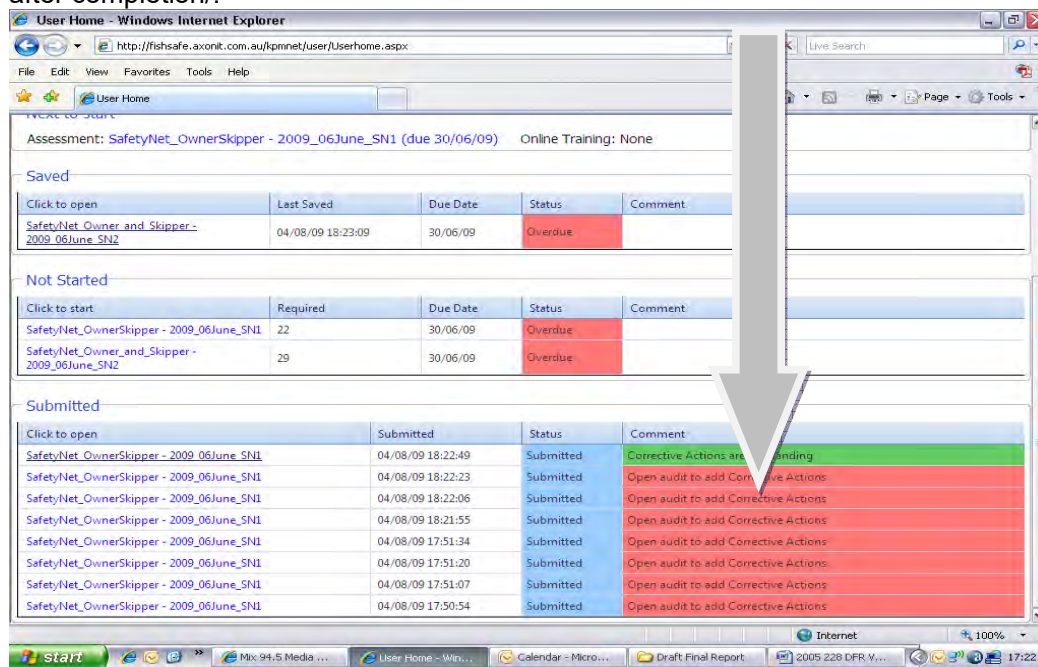 after completion/.
User Home - Windows Internet Explorer
http://fishsafe.axonit.com.au/kpmnet/user/Userhome.aspx Live Search
File Edit View Favorites Tools Help
User Home Page Tools
Next to Start
Assessment: SafetyNet_OwnerSkipper - 2009_06June_SN1 (due 30/06/09) Online Training: None
Saved
Click to open Last Saved Due Date Status Comment
SafetyNet_Owner_and_Skipper - 04/08/09 18:23:09 30/06/09 Overdue
2009_06June_SN2
Not Started
Click to start Required Due Date Status Comment
SafetyNet_OwnerSkipper - 2009_06June_SN1 22 30/06/09 Overdue
SafetyNet_Owner_and_Skipper - 29 30/06/09 Overdue
2009_06June_SN2
Submitted
Click to open Submitted Status Comment
SafetyNet_OwnerSkipper - 2009_06June_SN1 04/08/09 18:22:49 Submitted Corrective Actions are
SafetyNet_OwnerSkipper - 2009_06June_SN1 04/08/09 18:22:23 Submitted Open audit to add Corrective Actions
SafetyNet_OwnerSkipper - 2009_06June_SN1 04/08/09 18:22:06 Submitted Open audit to add Corrective Actions
SafetyNet_OwnerSkipper - 2009_06June_SN1 04/08/09 18:21:55 Submitted Open audit to add Corrective Actions
SafetyNet_OwnerSkipper - 2009_06June_SN1 04/08/09 17:51:34 Submitted Open audit to add Corrective Actions
SafetyNet_OwnerSkipper - 2009_06June_SN1 04/08/09 17:51:20 Submitted Open audit to add Corrective Actions
SafetyNet_OwnerSkipper - 2009_06June_SN1 04/08/09 17:51:07 Submitted Open audit to add Corrective Actions
SafetyNet_OwnerSkipper - 2009_06June_SN1 04/08/09 17:50:54 Submitted Open audit to add Corrective Actions
Internet 100%
start Mix 94.5 Media ... User Home - Win... Calendar - Micro... Draft Final Report 2005 228 DFR V... 17:22